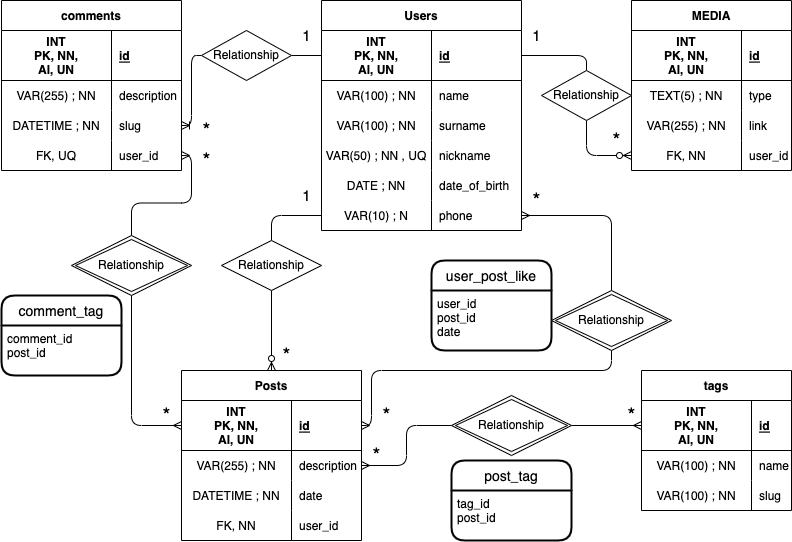 comments
INT
PK, NN,
AI, UN
id
VAR(255) ; NN
description
DATETIME ; NN
slug
FK, UQ
user_id
Relationship
1
*
*
Users
INT
PK, NN,
AI, UN
id
VAR(100) ; NN
name
VAR(100) ; NN
surname
VAR(50) ; NN , UQ
nickname
DATE ; NN
date_of_birth
VAR(10) ; N
phone
1
Relationship
*
MEDIA
INT
PK, NN,
AI, UN
id
TEXT(5) ; NN
type
VAR(255) ; NN
link
FK, NN
user_id
1
*
Relationship
Relationship
Relationship
user_post_like
user_id
post_id
date
comment_tag
comment_id
post_id
*
*
*
Posts
INT
PK, NN,
AI, UN
id
VAR(255) ; NN
description
DATETIME ; NN
date
FK, NN
user_id
*
Relationship
*
post_tag
tag_id
post_id
tags
INT
PK, NN,
AI, UN
id
VAR(100) ; NN
name
VAR(100) ; NN
slug